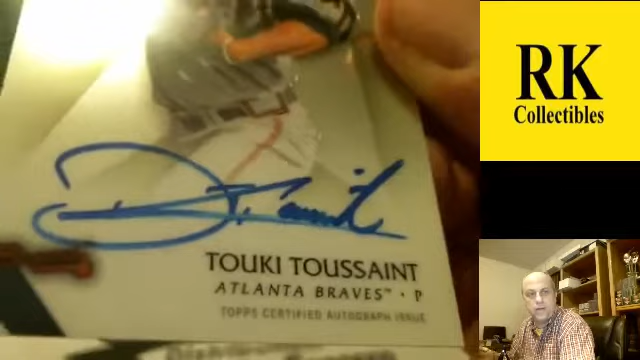 RK
Collectibles
TOUKI TOUSSAINT
ATLANTA BRAVES™ · P
TOPPS CERTIFIED AUTOGRAPH ISSUE